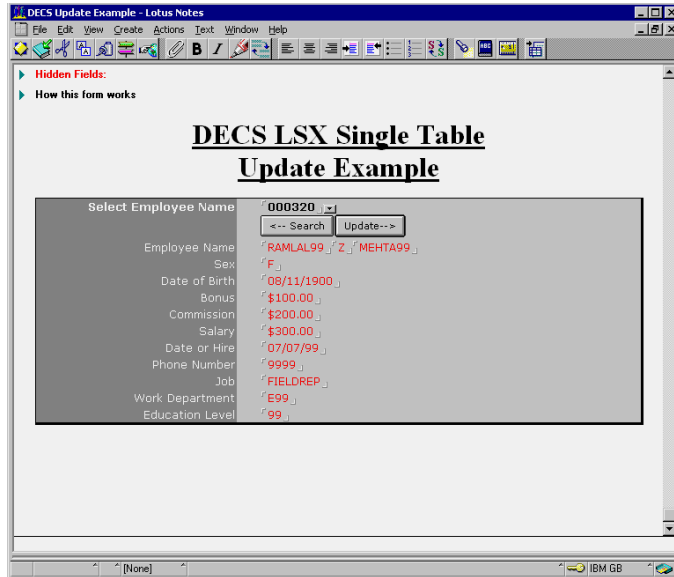 DECS Update Example - Lotus Notes
File Edit View Create Actions Text Window Help
B I
Hidden Fields:
How this form works
DECS LSX Single Table
Update Example
Select Employee Name 000320
<-- Search Update-->
Employee Name RAMLAL99 Z MEHTA99
Sex F
Date of Birth 08/11/1900
Bonus $100.00
Commission $200.00
Salary $300.00
Date or Hire 07/07/99
Phone Number 9999
Job FIELDREP
Work Department E99
Education Level 99
[None] IBM GB